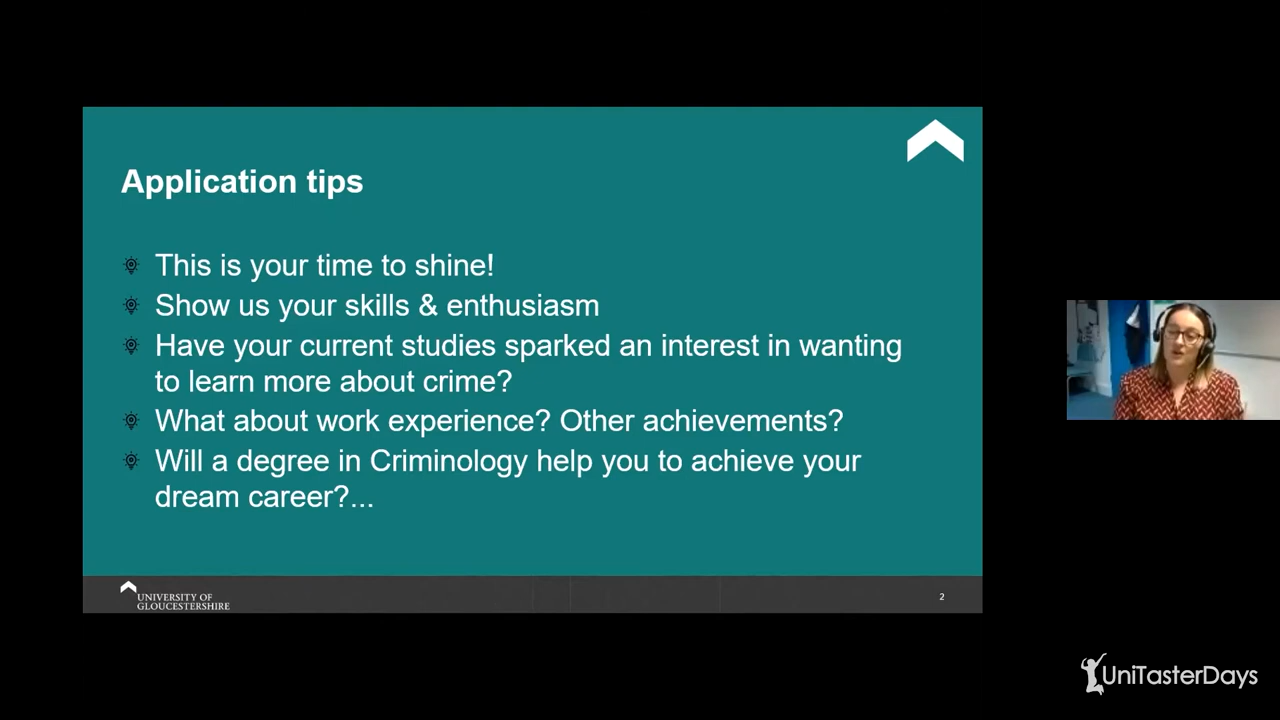 Application tips
This is your time to shine!
Show us your skills & enthusiasm
Have your current studies sparked an interest in wanting
to learn more about crime?
What about work experience? Other achievements?
Will a degree in Criminology help you to achieve your
dream career?...
UNIVERSITY OF
GLOUCESTERSHIRE
2
UniTasterDays